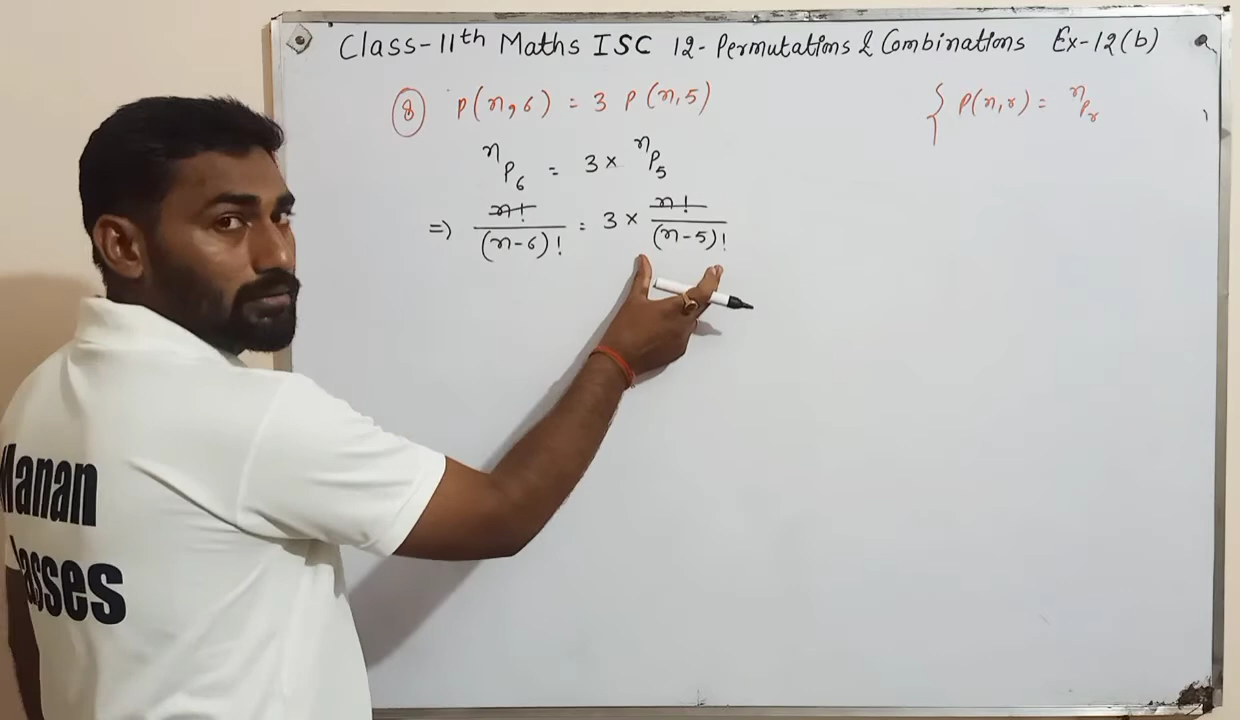 Class-11th Maths ISC 12-Permutations & Combinations Ex-12(b)
⑧ P(n,6) = 3 P(n,5) { P(n,r) = ⁿPᵣ
ⁿP₆ = 3 × ⁿP₅
=> n!/(n-6)! = 3 × n!/(n-5)!
Manan
lasses